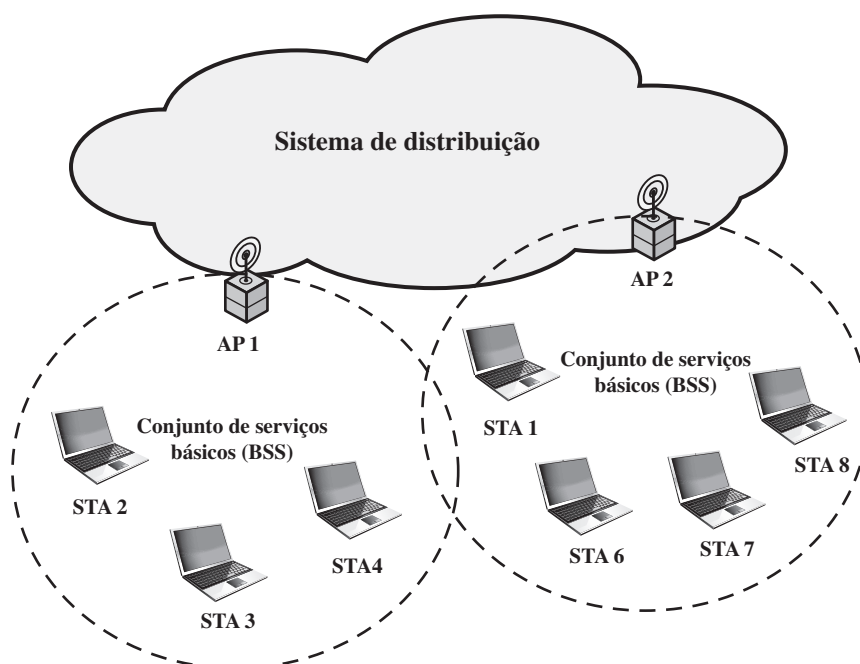 Sistema de distribuição
AP 2
AP 1
Conjunto de serviços
básicos (BSS)
STA 1
STA 8
Conjunto de serviços
básicos (BSS)
STA 2
STA4
STA 3
STA 6
STA 7